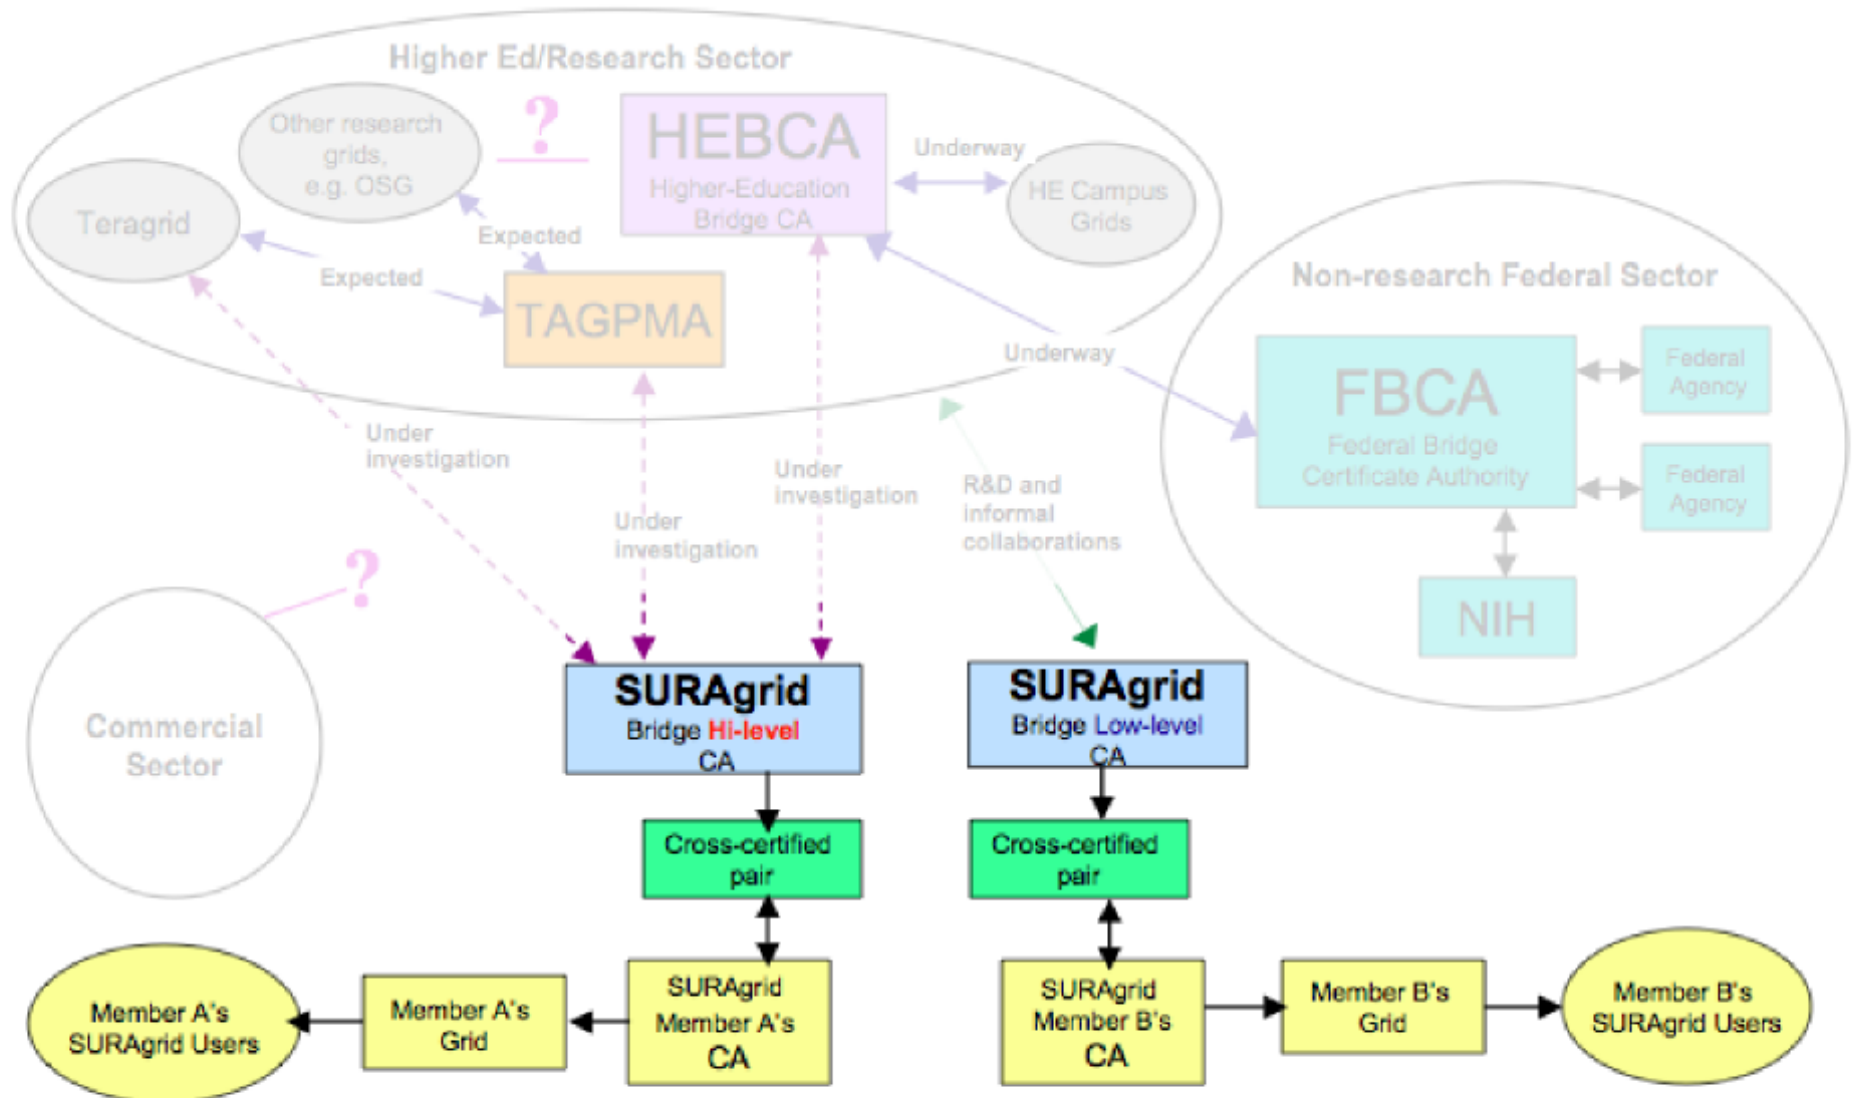 Higher Ed/Research Sector
Other research
grids,
e.g. OSG
?
HEBCA
Higher-Education
Bridge CA
Underway
HE Campus
Grids
Teragrid
Expected
Expected
TAGPMA
Underway
Non-research Federal Sector
FBCA
Federal Bridge
Certificate Authority
Federal
Agency
Federal
Agency
NIH
Under
investigation
Under
investigation
Under
investigation
R&D and
informal
collaborations
?
Commercial
Sector
SURAgrid
Bridge Hi-level
CA
SURAgrid
Bridge Low-level
CA
Cross-certified
pair
Cross-certified
pair
Member A's
SURAgrid Users
Member A's
Grid
SURAgrid
Member A's
CA
SURAgrid
Member B's
CA
Member B's
Grid
Member B's
SURAgrid Users